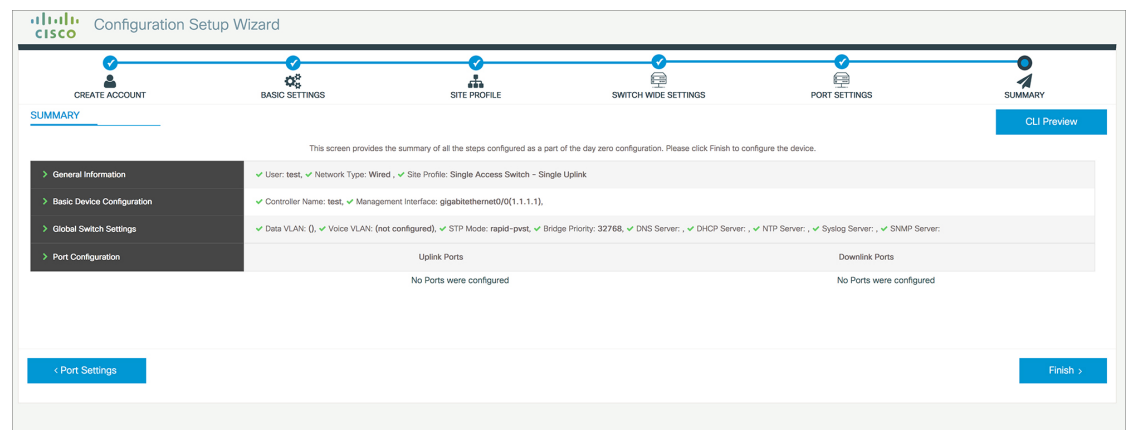 CISCO
Configuration Setup Wizard
CREATE ACCOUNT
BASIC SETTINGS
SITE PROFILE
SWITCH WIDE SETTINGS
PORT SETTINGS
SUMMARY
SUMMARY
CLI Preview
This screen provides the summary of all the steps configured as a part of the day zero configuration. Please click Finish to configure the device.
General Information
User: test, Network Type: Wired , Site Profile: Single Access Switch - Single Uplink
Basic Device Configuration
Controller Name: test, Management Interface: gigabitethernet0/0(1.1.1.1),
Global Switch Settings
Data VLAN: (), Voice VLAN: (not configured), STP Mode: rapid-pvst, Bridge Priority: 32768, DNS Server: , DHCP Server: , NTP Server: , Syslog Server: , SNMP Server:
Port Configuration
Uplink Ports
Downlink Ports
No Ports were configured
No Ports were configured
‹ Port Settings
Finish ›